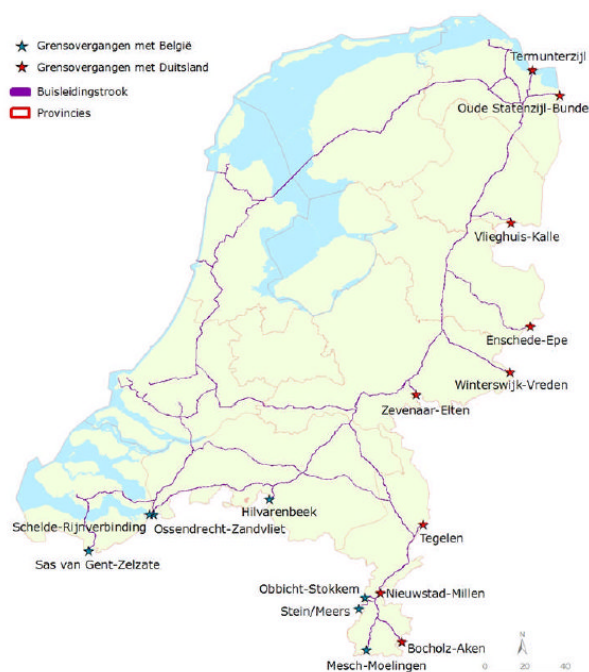 Grensovergangen met België
Grensovergangen met Duitsland
Buisleidingstrook
Provincies
Termunterzijl
Oude Statenzijl-Bunde
Vlieghuis-Kalle
Enschede-Epe
Winterswijk-Vreden
Zevenaar-Elten
Hilvarenbeek
Schelde-Rijnverbinding
Ossendrecht-Zandvliet
Tegelen
Sas van Gent-Zelzate
Obbicht-Stokkem
Nieuwstad-Millen
Stein/Meers
Bocholz-Aken
Mesch-Moelingen
N
0 20 40